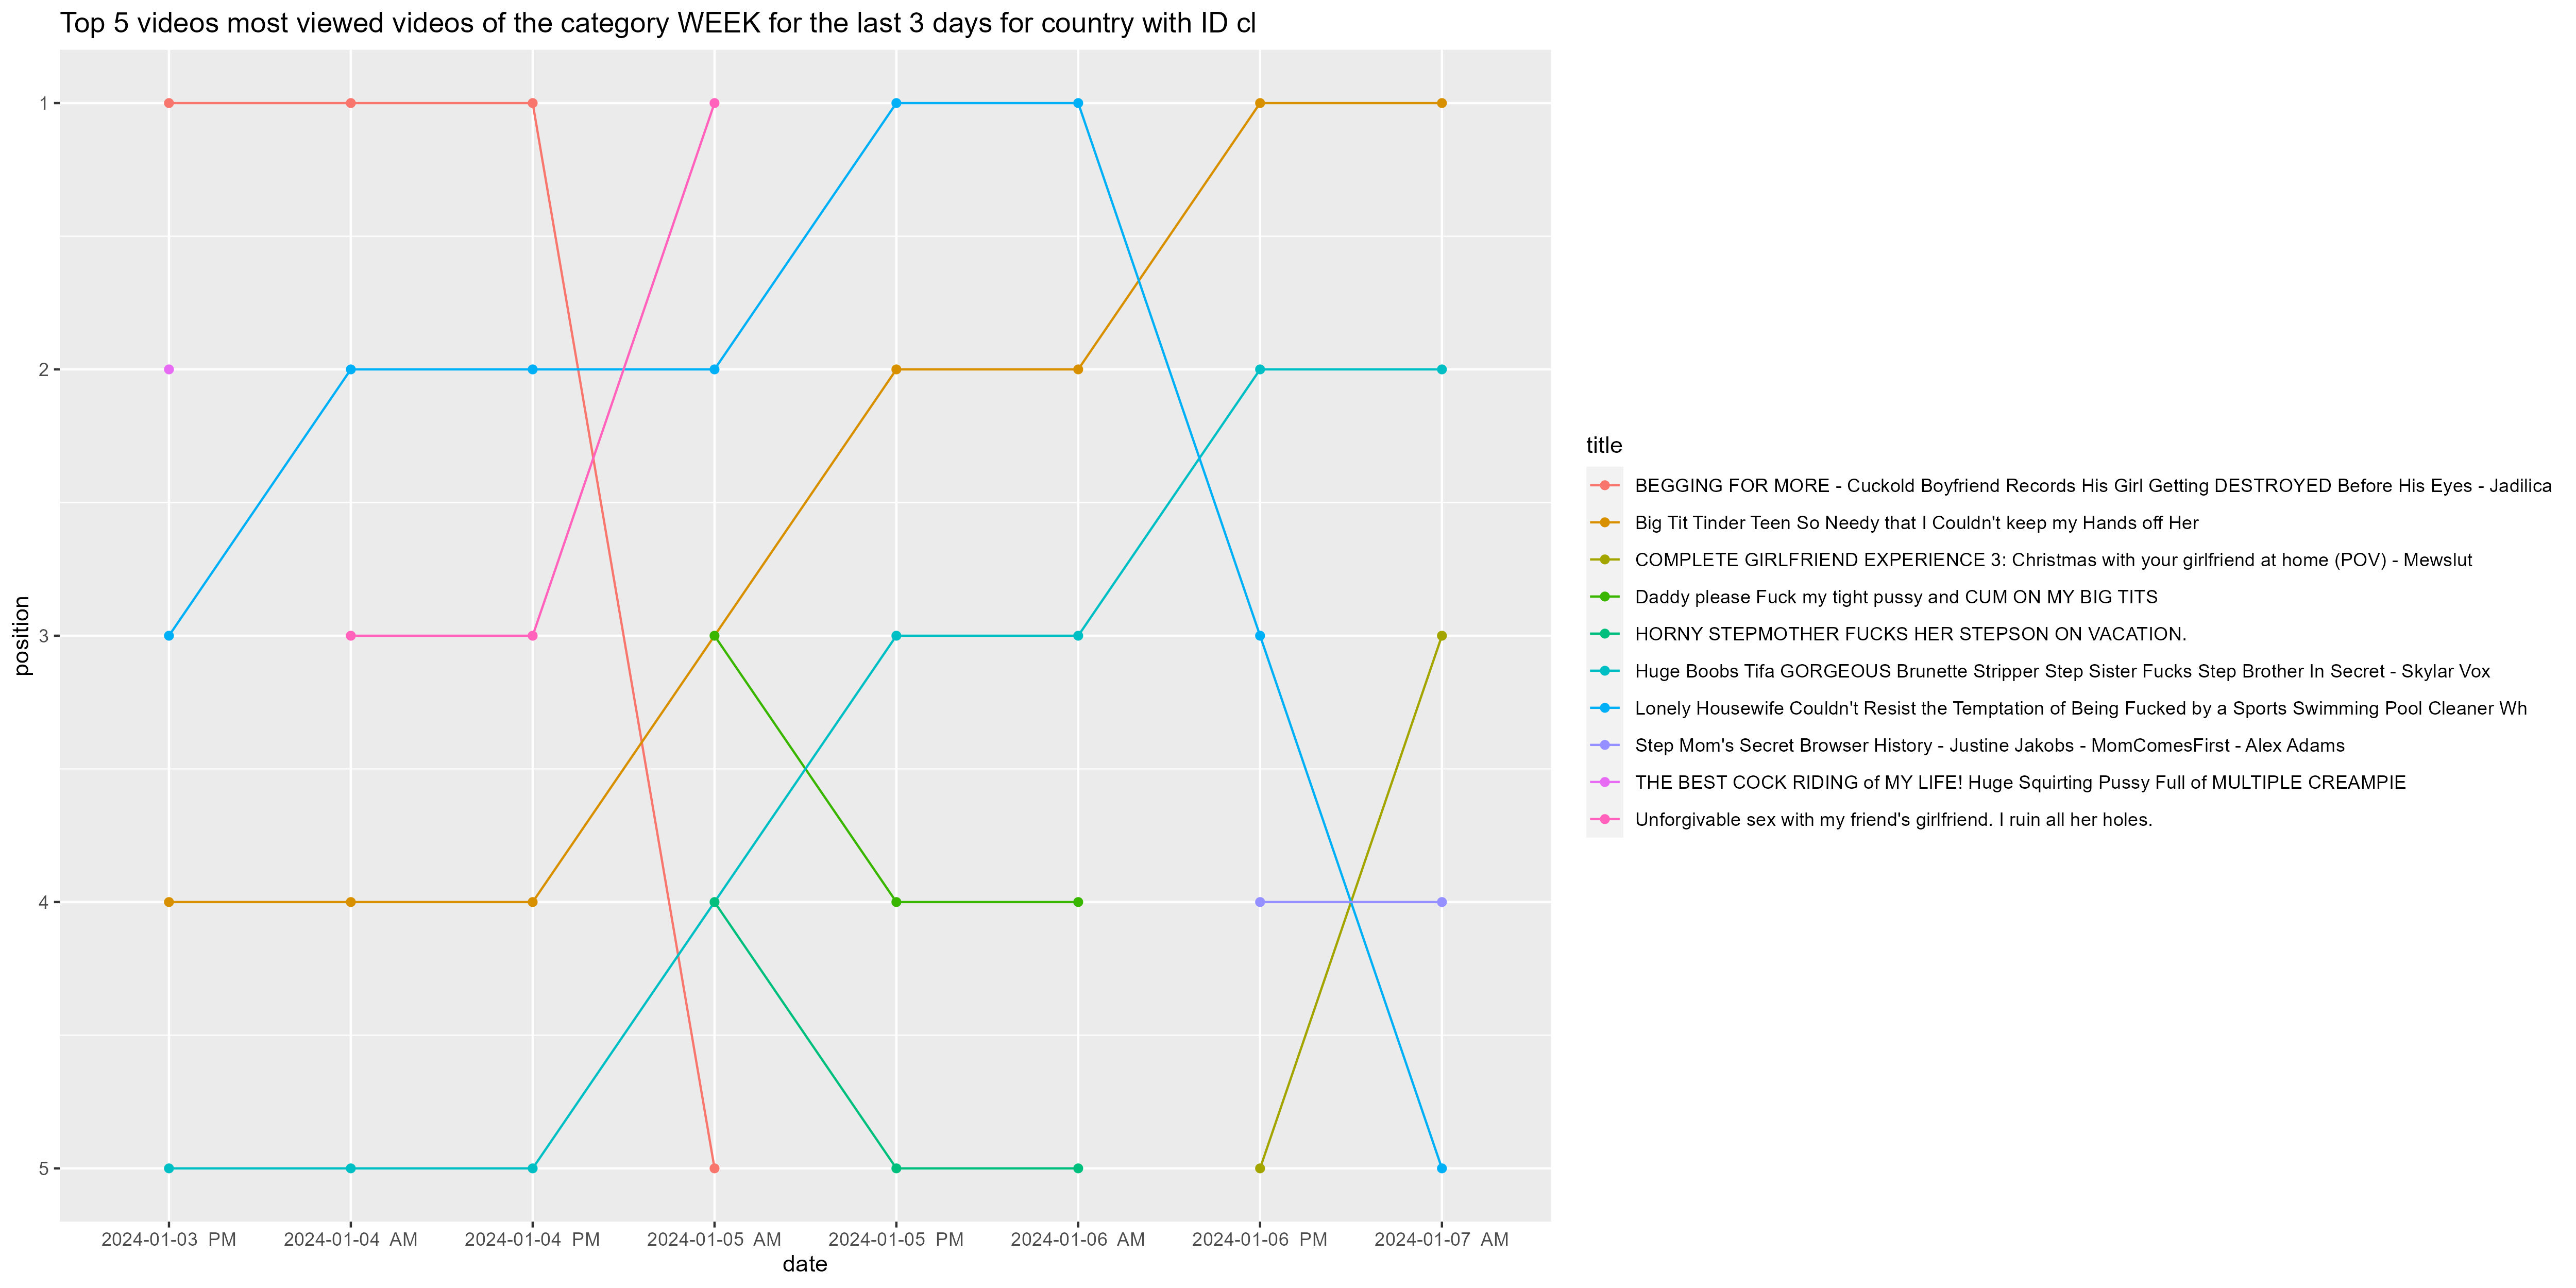 Top 5 videos most viewed videos of the category WEEK for the last 3 days for country with ID cl
position
1
2
3
4
5
2024-01-03 PM
2024-01-04 AM
2024-01-04 PM
2024-01-05 AM
2024-01-05 PM
2024-01-06 AM
2024-01-06 PM
2024-01-07 AM
date
title
BEGGING FOR MORE - Cuckold Boyfriend Records His Girl Getting DESTROYED Before His Eyes - Jadilica
Big Tit Tinder Teen So Needy that I Couldn't keep my Hands off Her
COMPLETE GIRLFRIEND EXPERIENCE 3: Christmas with your girlfriend at home (POV) - Mewslut
Daddy please Fuck my tight pussy and CUM ON MY BIG TITS
HORNY STEPMOTHER FUCKS HER STEPSON ON VACATION.
Huge Boobs Tifa GORGEOUS Brunette Stripper Step Sister Fucks Step Brother In Secret - Skylar Vox
Lonely Housewife Couldn't Resist the Temptation of Being Fucked by a Sports Swimming Pool Cleaner Wh
Step Mom's Secret Browser History - Justine Jakobs - MomComesFirst - Alex Adams
THE BEST COCK RIDING of MY LIFE! Huge Squirting Pussy Full of MULTIPLE CREAMPIE
Unforgivable sex with my friend's girlfriend. I ruin all her holes.